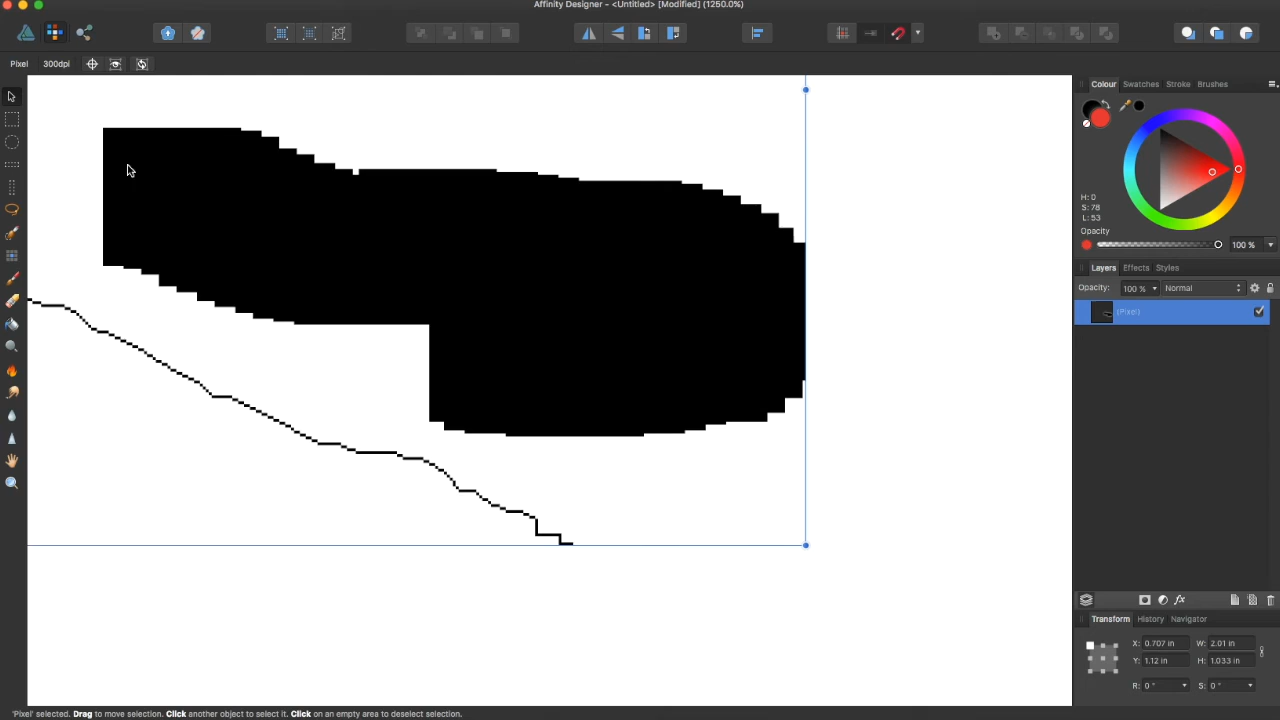 Affinity Designer - <Untitled> [Modified] (1250.0%)
Pixel 300dpi
Colour Swatches Stroke Brushes
H: 0
S: 78
L: 53
Opacity
100 %
Layers Effects Styles
Opacity: 100 % Normal
(Pixel)
Transform History Navigator
X: 0.707 in W: 2.01 in
Y: 1.12 in H: 1.033 in
R: 0 ° S: 0 °
'Pixel' selected. Drag to move selection. Click another object to select it. Click on an empty area to deselect selection.